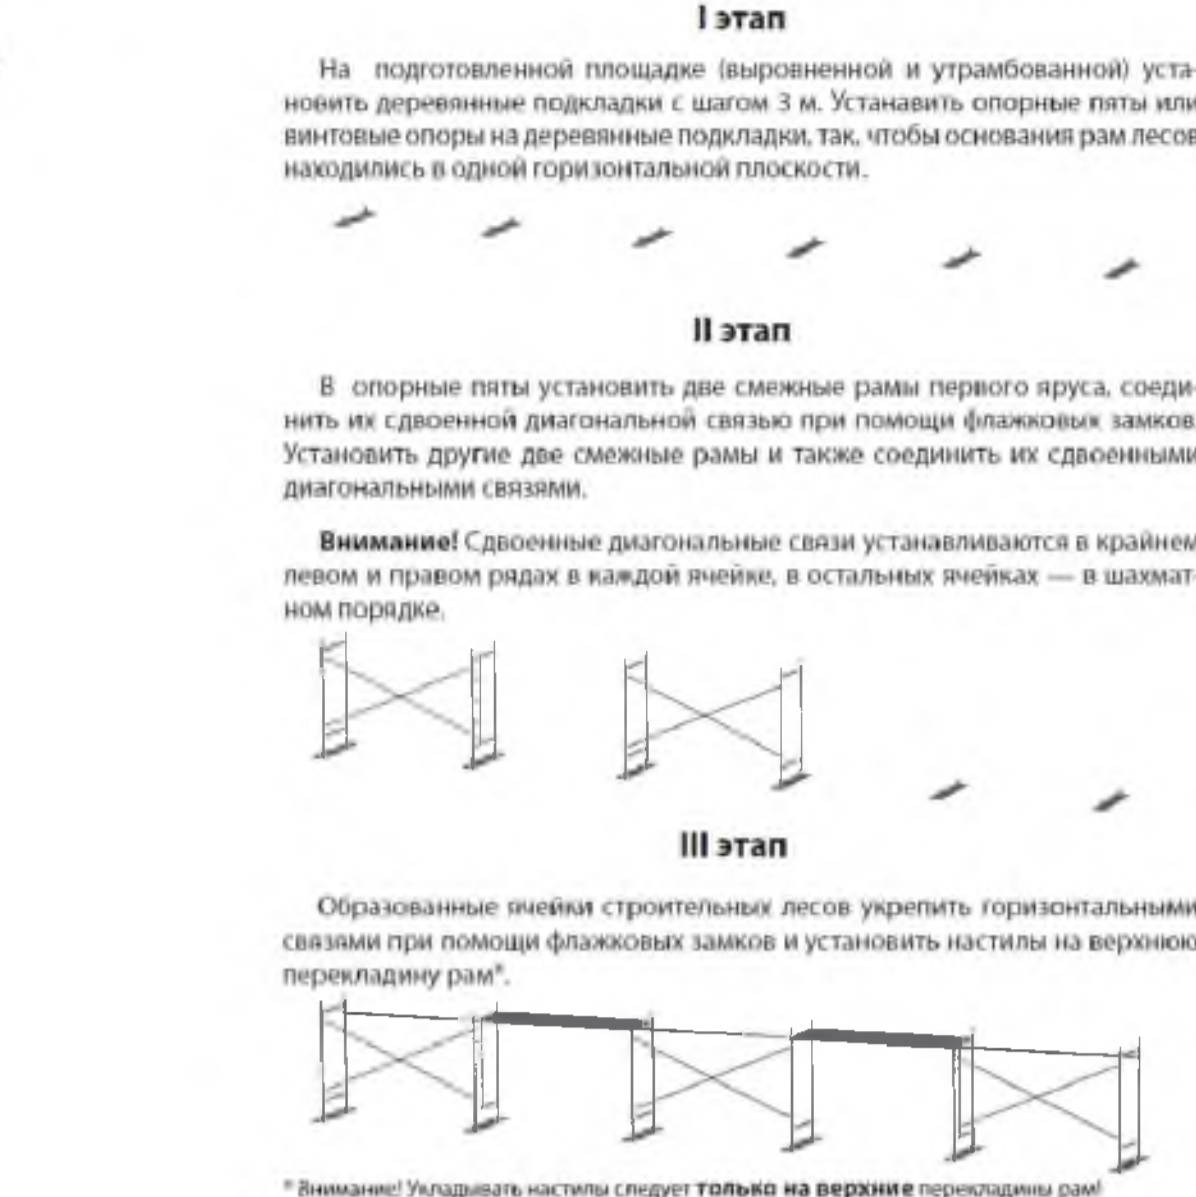 I этап
На подготовленной площадке (выровненной и утрамбованной) уста-
новить деревянные подкладки с шагом 3 м. Устанавить опорные пяты или
винтовые опоры на деревянные подкладки, так, чтобы основания рам лесов
находились в одной горизонтальной плоскости.
II этап
В опорные пяты установить две смежные рамы первого яруса, соеди-
нить их сдвоенной диагональной связью при помощи флажковых замков.
Установить другие две смежные рамы и также соединить их сдвоенными
диагональными связями.
Внимание! Сдвоенные диагональные связи устанавливаются в крайнем
левом и правом рядах в каждой ячейке, в остальных ячейках — в шахмат-
ном порядке.
III этап
Образованные ячейки строительных лесов укрепить горизонтальными
связями при помощи флажковых замков и установить настилы на верхнюю
перекладину рам*.
* Внимание! Укладывать настилы следует только на верхние перекладины рам!